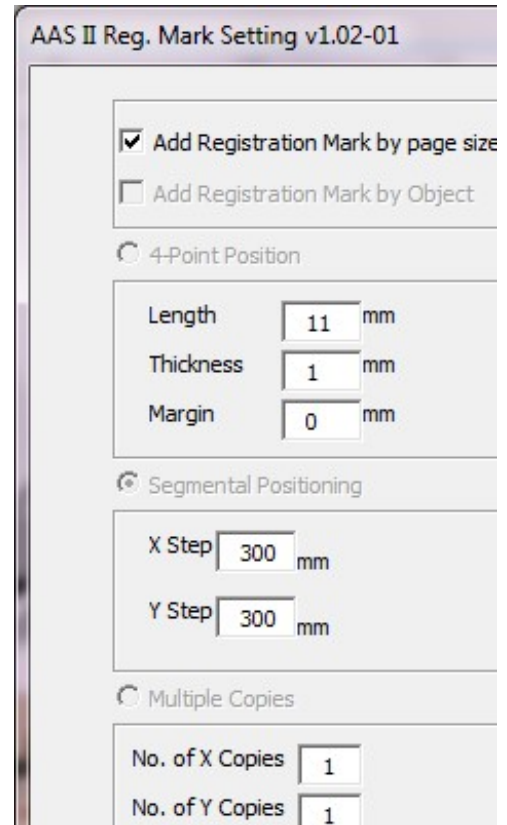 AAS II Reg. Mark Setting v1.02-01
Add Registration Mark by page size
Add Registration Mark by Object
4-Point Position
Length 11 mm
Thickness 1 mm
Margin 0 mm
Segmental Positioning
X Step 300 mm
Y Step 300 mm
Multiple Copies
No. of X Copies 1
No. of Y Copies 1